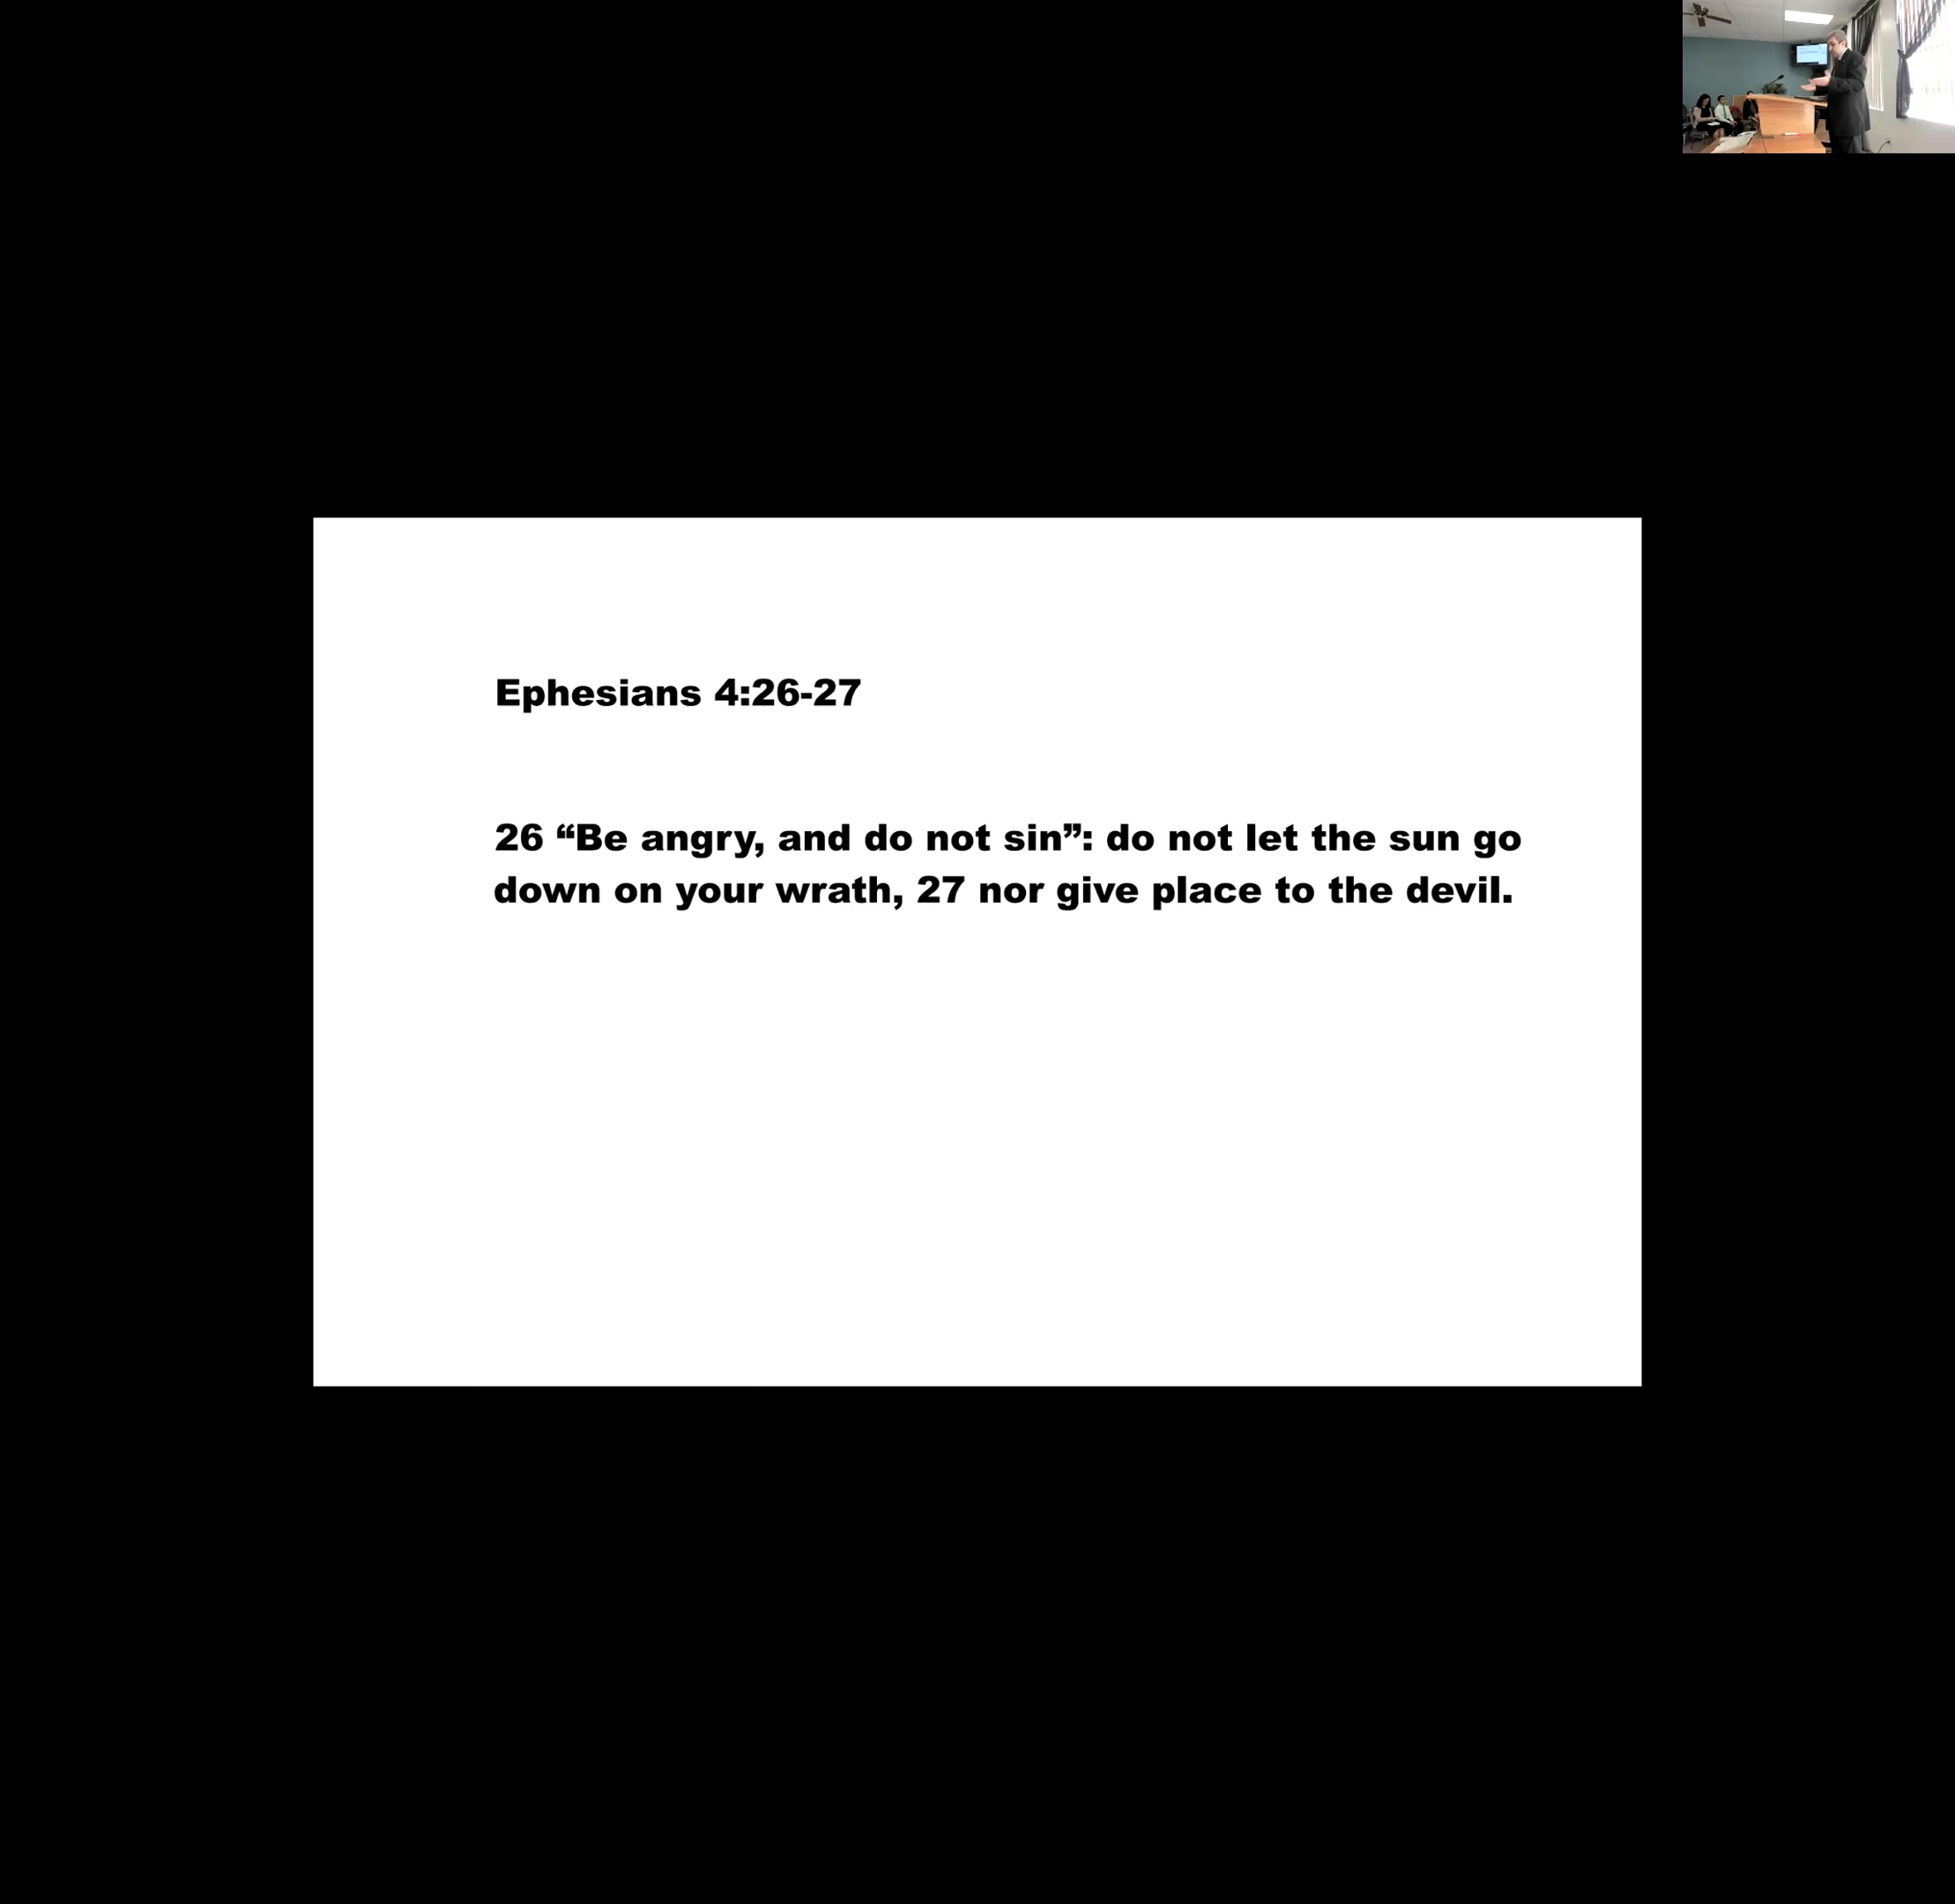 Ephesians 4:26-27
26 “Be angry, and do not sin”: do not let the sun go
down on your wrath, 27 nor give place to the devil.